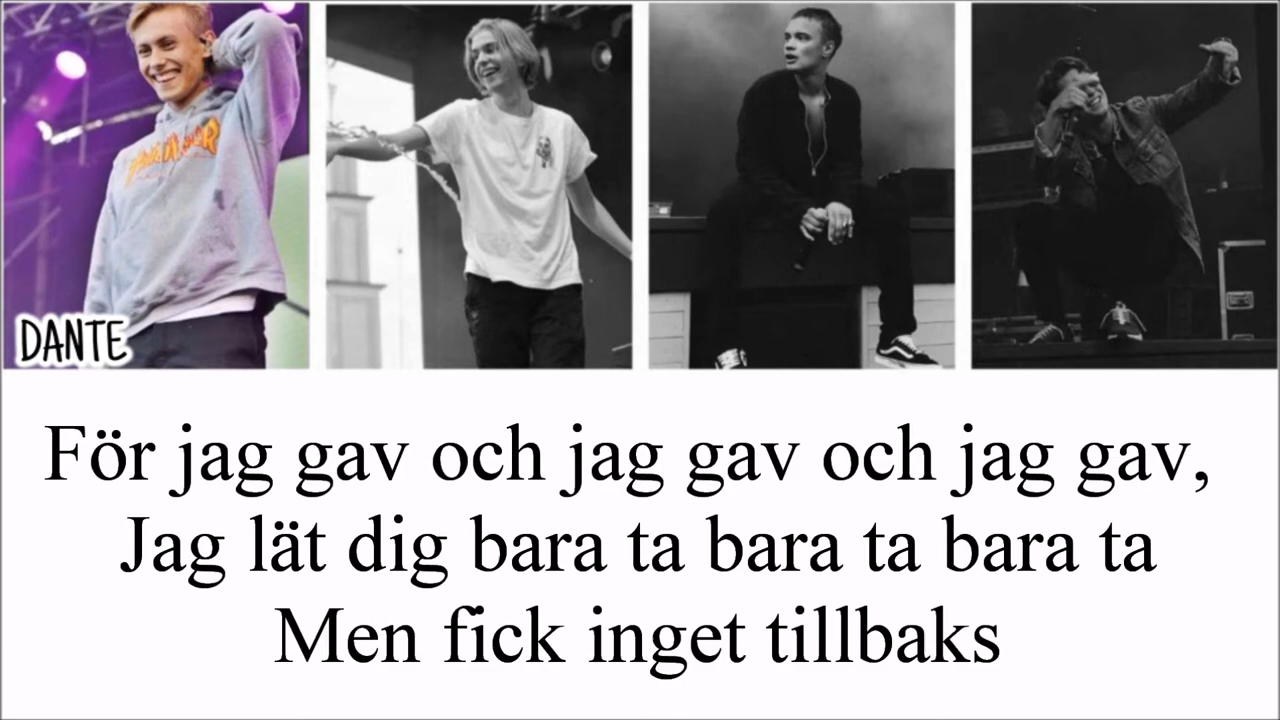 THRASHER
DANTE
För jag gav och jag gav och jag gav,
Jag lät dig bara ta bara ta bara ta
Men fick inget tillbaks